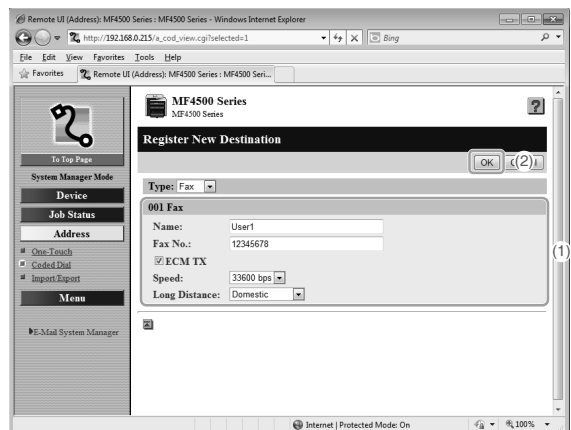 Remote UI (Address): MF4500 Series : MF4500 Series - Windows Internet Explorer
http://192.168.0.215/a_cod_view.cgi?selected=1
Bing
File Edit View Favorites Tools Help
Favorites
Remote UI (Address): MF4500 Series : MF4500 Seri...
MF4500 Series
MF4500 Series
Register New Destination
To Top Page
OK
(2)
System Manager Mode
Type: Fax
Device
001 Fax
Job Status
Name: User1
Address
Fax No.: 12345678
One-Touch
ECM TX
(1)
Coded Dial
Speed: 33600 bps
Import/Export
Long Distance: Domestic
Menu
E-Mail System Manager
Internet | Protected Mode: On
100%